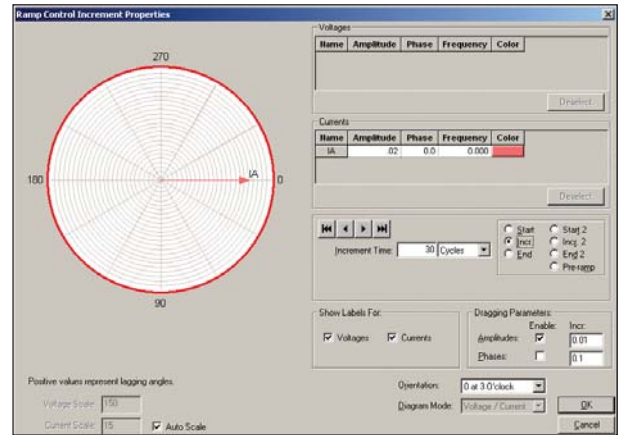 Ramp Control Increment Properties
270
180
IA
0
90
Positive values represent lagging angles.
Voltage Scale: 150
Current Scale: 15
Auto Scale
Voltages
Name Amplitude Phase Frequency Color
Deselect
Currents
Name Amplitude Phase Frequency Color
IA .02 0.0 0.000
Deselect
Increment Time: 30 Cycles
Start Start 2
Incr. Incr. 2
End End 2
Pre-ramp
Show Labels For:
Voltages Currents
Dragging Parameters:
Enable: Incr:
Amplitudes: 0.01
Phases: 0.1
Orientation: 0 at 3 O'clock
Diagram Mode: Voltage / Current
OK
Cancel